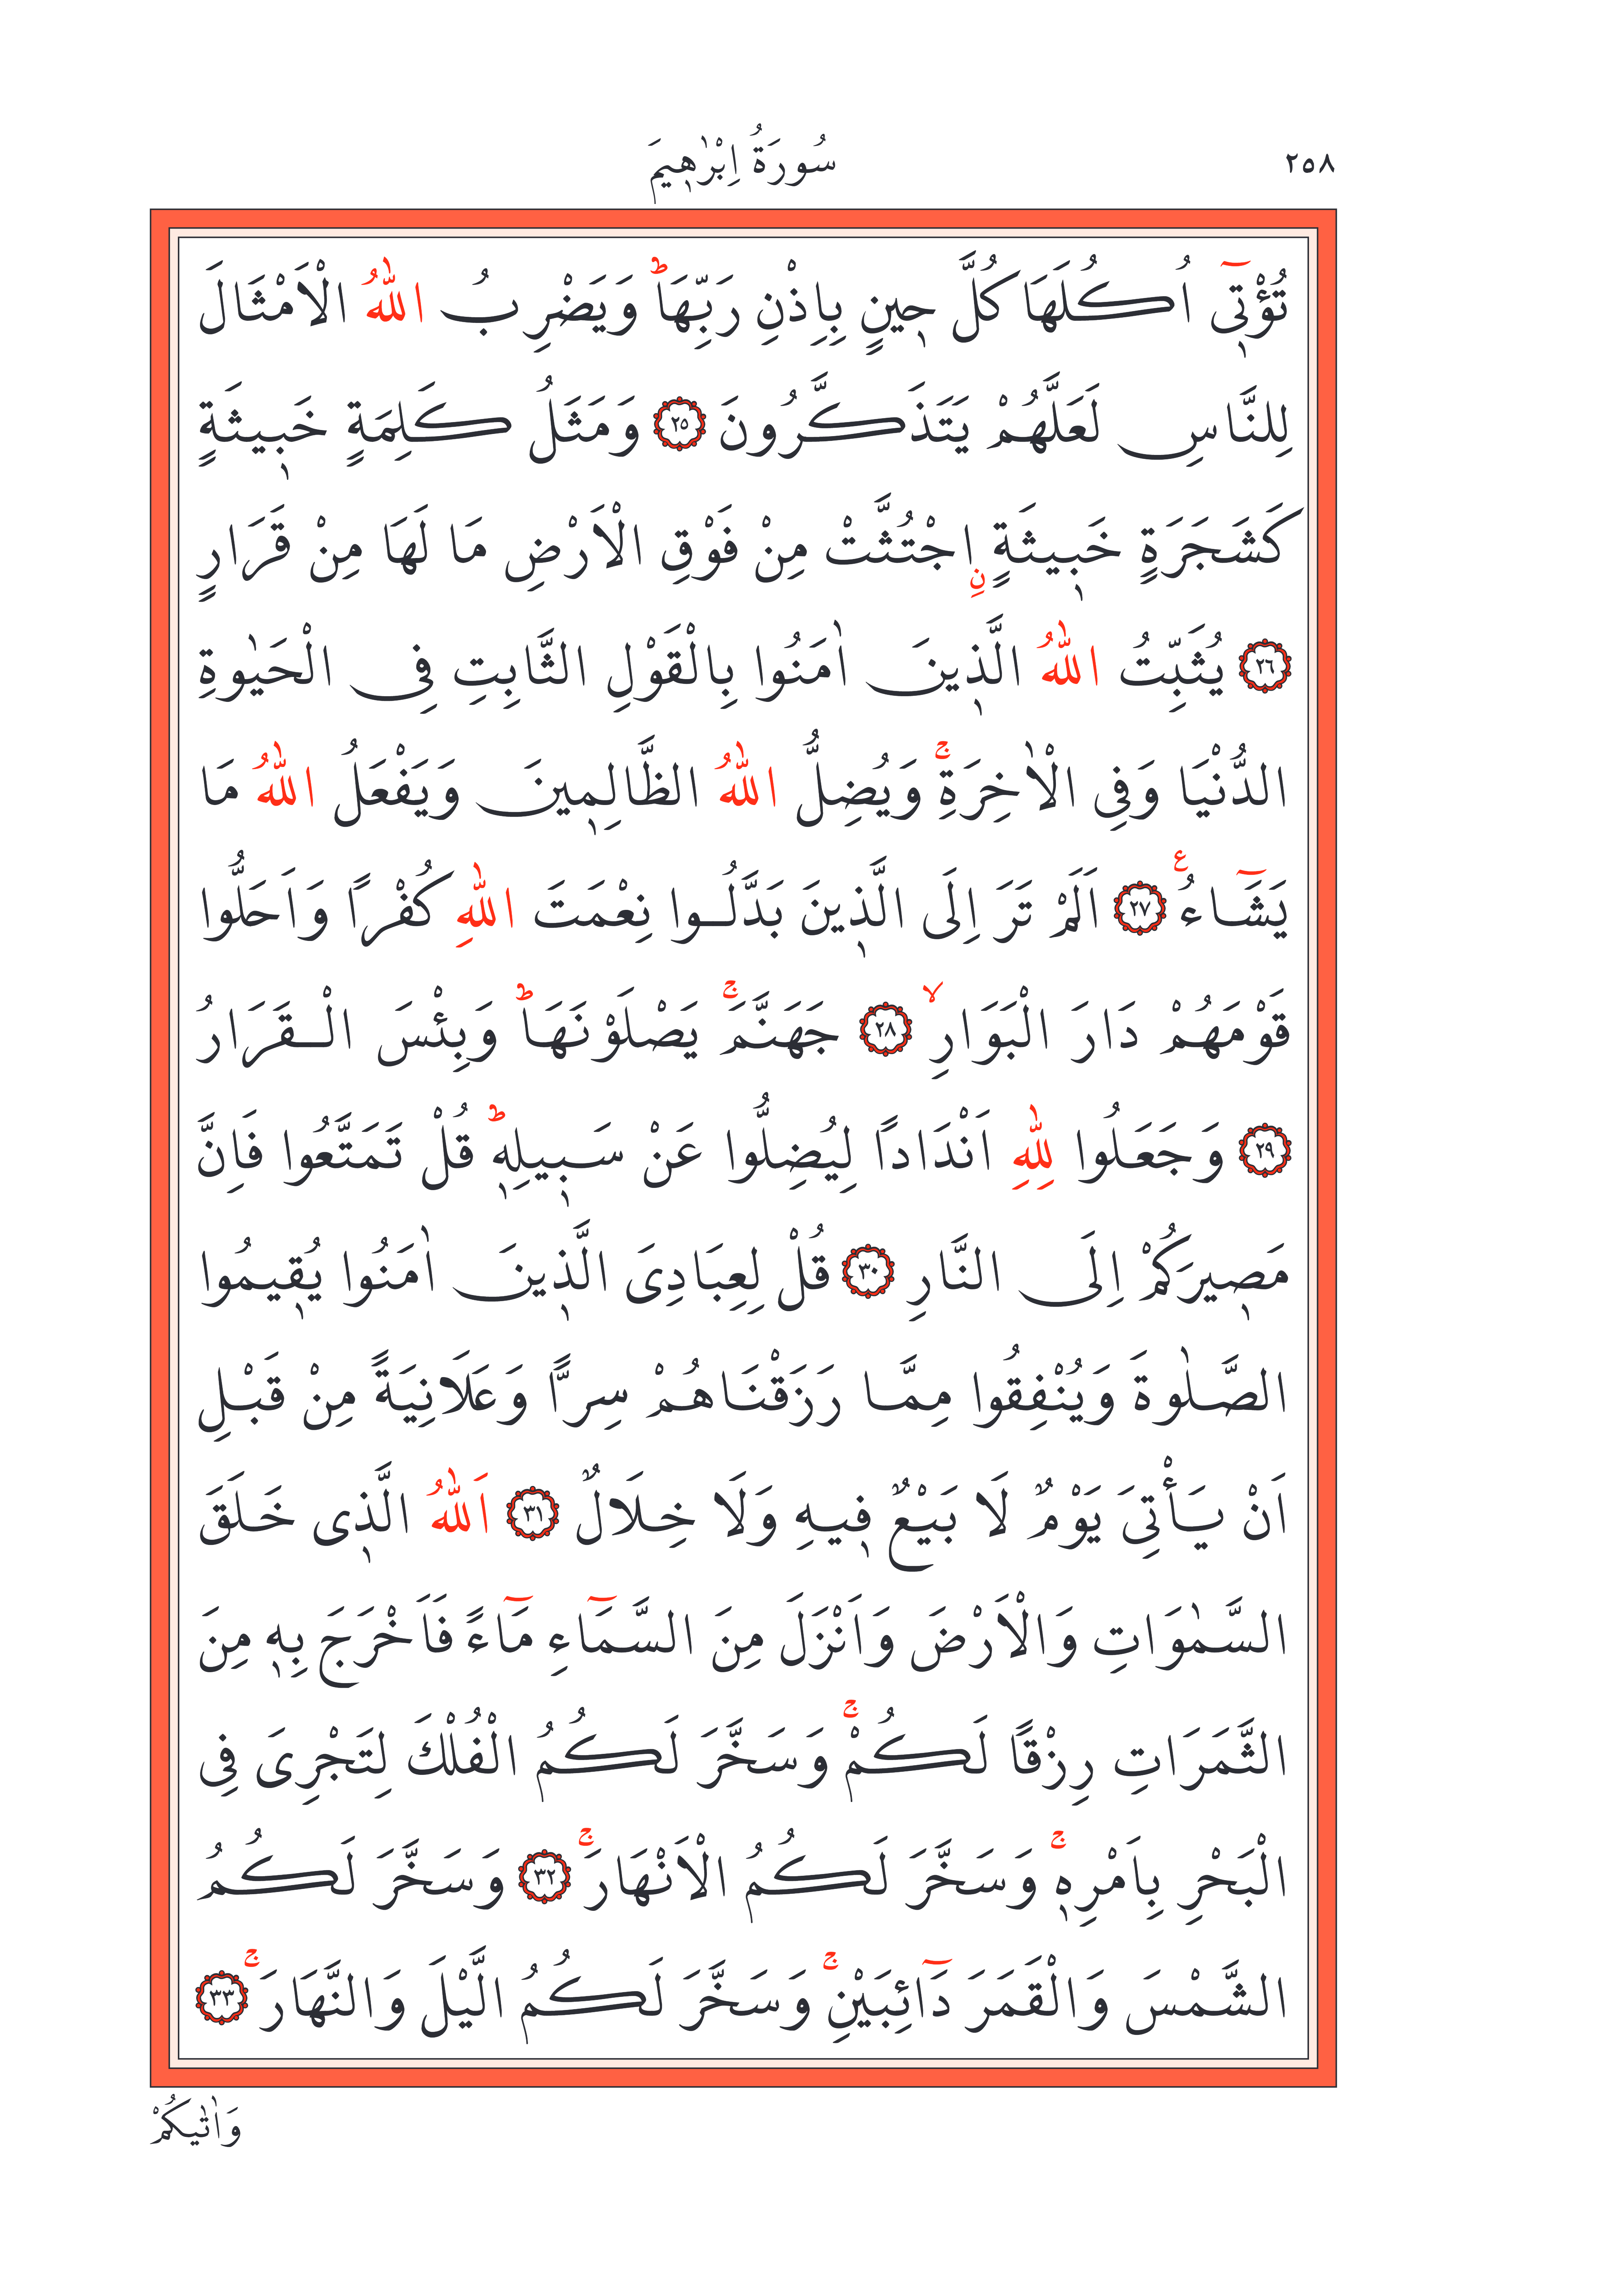 ٢٥٨
سُورَةُ اِبْرٰهٖيمَ
تُؤْتٖٓى اُكُلَهَا كُلَّ حٖينٍ بِاِذْنِ رَبِّهَاۜ وَيَضْرِبُ اللّٰهُ الْاَمْثَالَ
لِلنَّاسِ لَعَلَّهُمْ يَتَذَكَّرُونَ ﴿٢٥﴾ وَمَثَلُ كَلِمَةٍ خَبٖيثَةٍ
كَشَجَرَةٍ خَبٖيثَةٍۨ اجْتُثَّتْ مِنْ فَوْقِ الْاَرْضِ مَا لَهَا مِنْ قَرَارٍ
﴿٢٦﴾ يُثَبِّتُ اللّٰهُ الَّذٖينَ اٰمَنُوا بِالْقَوْلِ الثَّابِتِ فِى الْحَيٰوةِ
الدُّنْيَا وَفِى الْاٰخِرَةِۚ وَيُضِلُّ اللّٰهُ الظَّالِمٖينَ وَيَفْعَلُ اللّٰهُ مَا
يَشَٓاءُ ع ﴿٢٧﴾ اَلَمْ تَرَ اِلَى الَّذٖينَ بَدَّلُوا نِعْمَتَ اللّٰهِ كُفْرًا وَاَحَلُّوا
قَوْمَهُمْ دَارَ الْبَوَارِۙ ﴿٢٨﴾ جَهَنَّمَۚ يَصْلَوْنَهَاۜ وَبِئْسَ الْقَرَارُ
﴿٢٩﴾ وَجَعَلُوا لِلّٰهِ اَنْدَادًا لِيُضِلُّوا عَنْ سَبٖيلِهٖۜ قُلْ تَمَتَّعُوا فَاِنَّ
مَصٖيرَكُمْ اِلَى النَّارِ ﴿٣٠﴾ قُلْ لِعِبَادِىَ الَّذٖينَ اٰمَنُوا يُقٖيمُوا
الصَّلٰوةَ وَيُنْفِقُوا مِمَّا رَزَقْنَاهُمْ سِرًّا وَعَلَانِيَةً مِنْ قَبْلِ
اَنْ يَأْتِىَ يَوْمٌ لَا بَيْعٌ فٖيهِ وَلَا خِلَالٌ ﴿٣١﴾ اَللّٰهُ الَّذٖى خَلَقَ
السَّمٰوَاتِ وَالْاَرْضَ وَاَنْزَلَ مِنَ السَّمَٓاءِ مَٓاءً فَاَخْرَجَ بِهٖ مِنَ
الثَّمَرَاتِ رِزْقًا لَكُمْۚ وَسَخَّرَ لَكُمُ الْفُلْكَ لِتَجْرِىَ فِى
الْبَحْرِ بِاَمْرِهٖۚ وَسَخَّرَ لَكُمُ الْاَنْهَارَۚ ﴿٣٢﴾ وَسَخَّرَ لَكُمُ
الشَّمْسَ وَالْقَمَرَ دَٓائِبَيْنِۚ وَسَخَّرَ لَكُمُ الَّيْلَ وَالنَّهَارَۚ ﴿٣٣﴾
وَاٰتٰيكُمْ